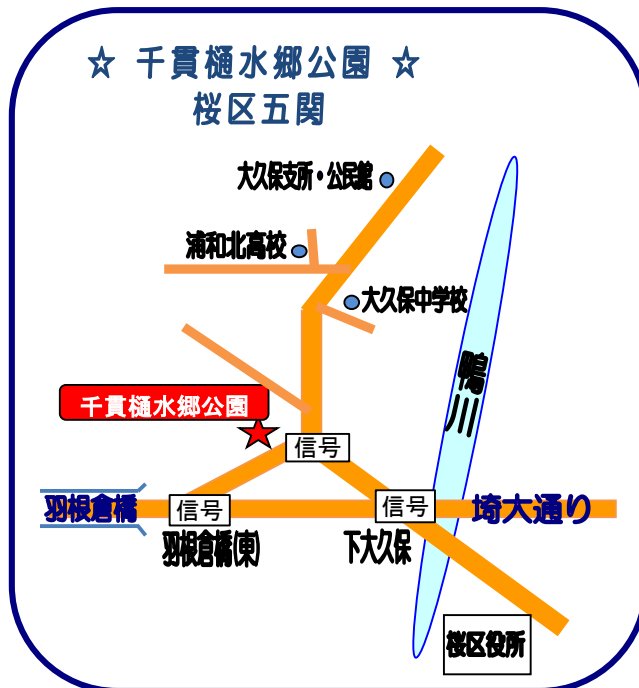 ☆ 千貫樋水郷公園 ☆
桜区五関
大久保支所・公民館
浦和北高校
大久保中学校
鴨川
千貫樋水郷公園
信号
羽根倉橋
信号
信号
埼大通り
羽根倉橋(東)
下大久保
桜区役所